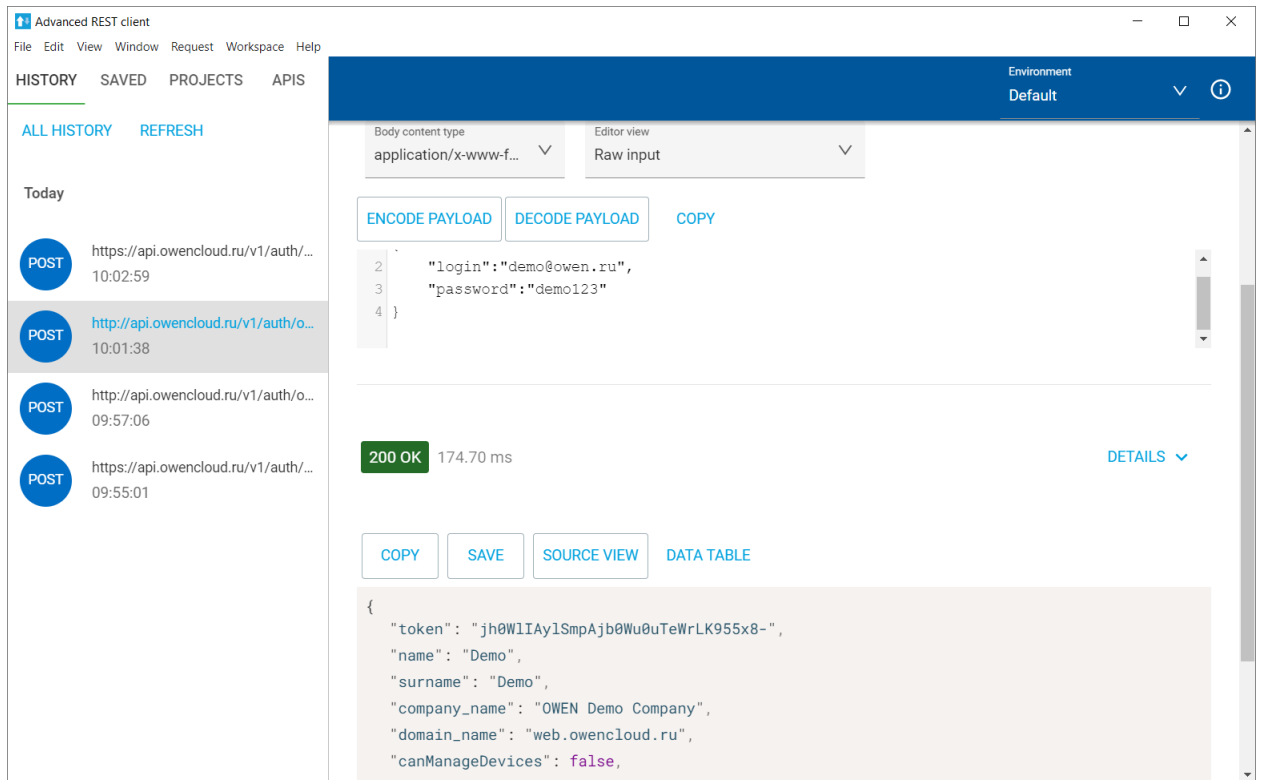 Advanced REST client
File Edit View Window Request Workspace Help
HISTORY SAVED PROJECTS APIS
Environment
Default
ALL HISTORY REFRESH
Today
POST
https://api.owencloud.ru/v1/auth/...
10:02:59
POST
http://api.owencloud.ru/v1/auth/o...
10:01:38
POST
http://api.owencloud.ru/v1/auth/o...
09:57:06
POST
https://api.owencloud.ru/v1/auth/...
09:55:01
Body content type
application/x-www-f...
Editor view
Raw input
ENCODE PAYLOAD DECODE PAYLOAD COPY
2 "login":"demo@owen.ru",
3 "password":"demo123"
4 }
200 OK 174.70 ms DETAILS
COPY SAVE SOURCE VIEW DATA TABLE
{
"token": "jh0WlIAylSmpAjb0Wu0uTeWrLK955x8-",
"name": "Demo",
"surname": "Demo",
"company_name": "OWEN Demo Company",
"domain_name": "web.owencloud.ru",
"canManageDevices": false,